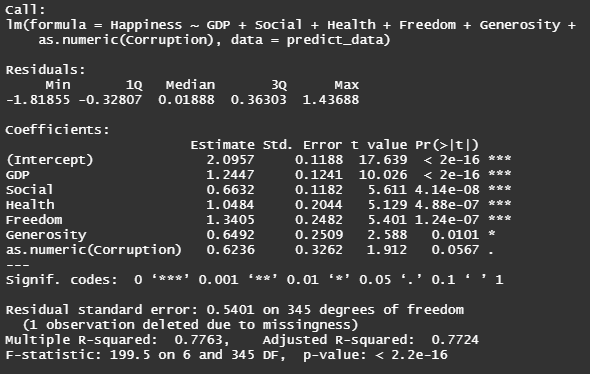 Call:
lm(formula = Happiness ~ GDP + Social + Health + Freedom + Generosity +
    as.numeric(Corruption), data = predict_data)

Residuals:
     Min       1Q   Median       3Q      Max
-1.81855 -0.32807  0.01888  0.36303  1.43688

Coefficients:
                       Estimate Std. Error t value Pr(>|t|)
(Intercept)              2.0957     0.1188  17.639  < 2e-16 ***
GDP                      1.2447     0.1241  10.026  < 2e-16 ***
Social                   0.6632     0.1182   5.611 4.14e-08 ***
Health                   1.0484     0.2044   5.129 4.88e-07 ***
Freedom                  1.3405     0.2482   5.401 1.24e-07 ***
Generosity               0.6492     0.2509   2.588   0.0101 *
as.numeric(Corruption)   0.6236     0.3262   1.912   0.0567 .
---
Signif. codes:  0 ‘***’ 0.001 ‘**’ 0.01 ‘*’ 0.05 ‘.’ 0.1 ‘ ’ 1

Residual standard error: 0.5401 on 345 degrees of freedom
  (1 observation deleted due to missingness)
Multiple R-squared:  0.7763,    Adjusted R-squared:  0.7724
F-statistic: 199.5 on 6 and 345 DF,  p-value: < 2.2e-16